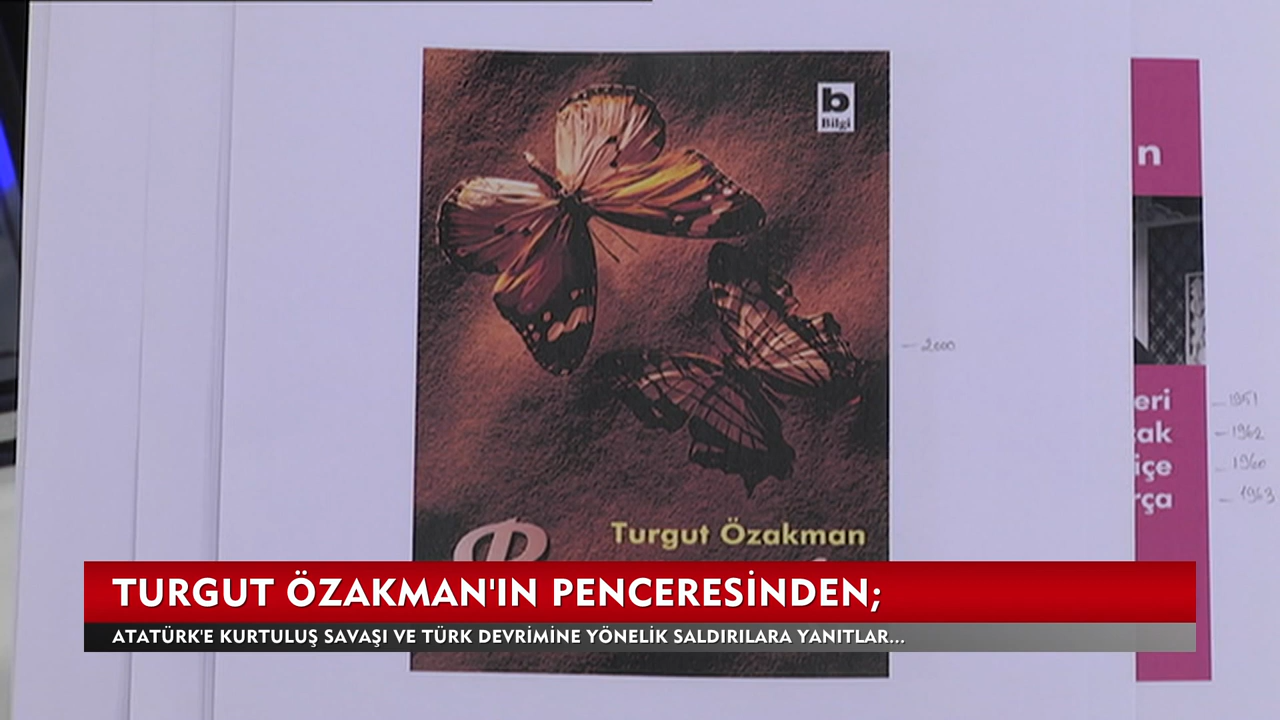 b
Bilgi
n
2000
eri
1951
çak
1962
içe
1960
rça
1963
Turgut Özakman
TURGUT ÖZAKMAN'IN PENCERESİNDEN;
ATATÜRK'E KURTULUŞ SAVAŞI VE TÜRK DEVRİMİNE YÖNELİK SALDIRILARA YANITLAR...